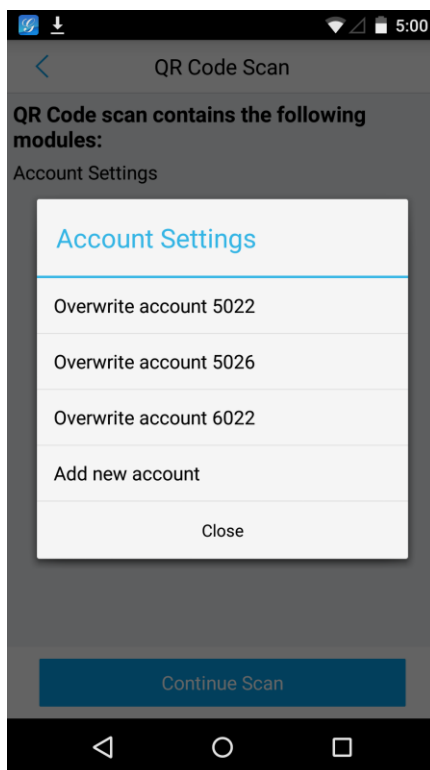 5:00
QR Code Scan
QR Code scan contains the following
modules:
Account Settings
Account Settings
Overwrite account 5022
Overwrite account 5026
Overwrite account 6022
Add new account
Close
Continue Scan